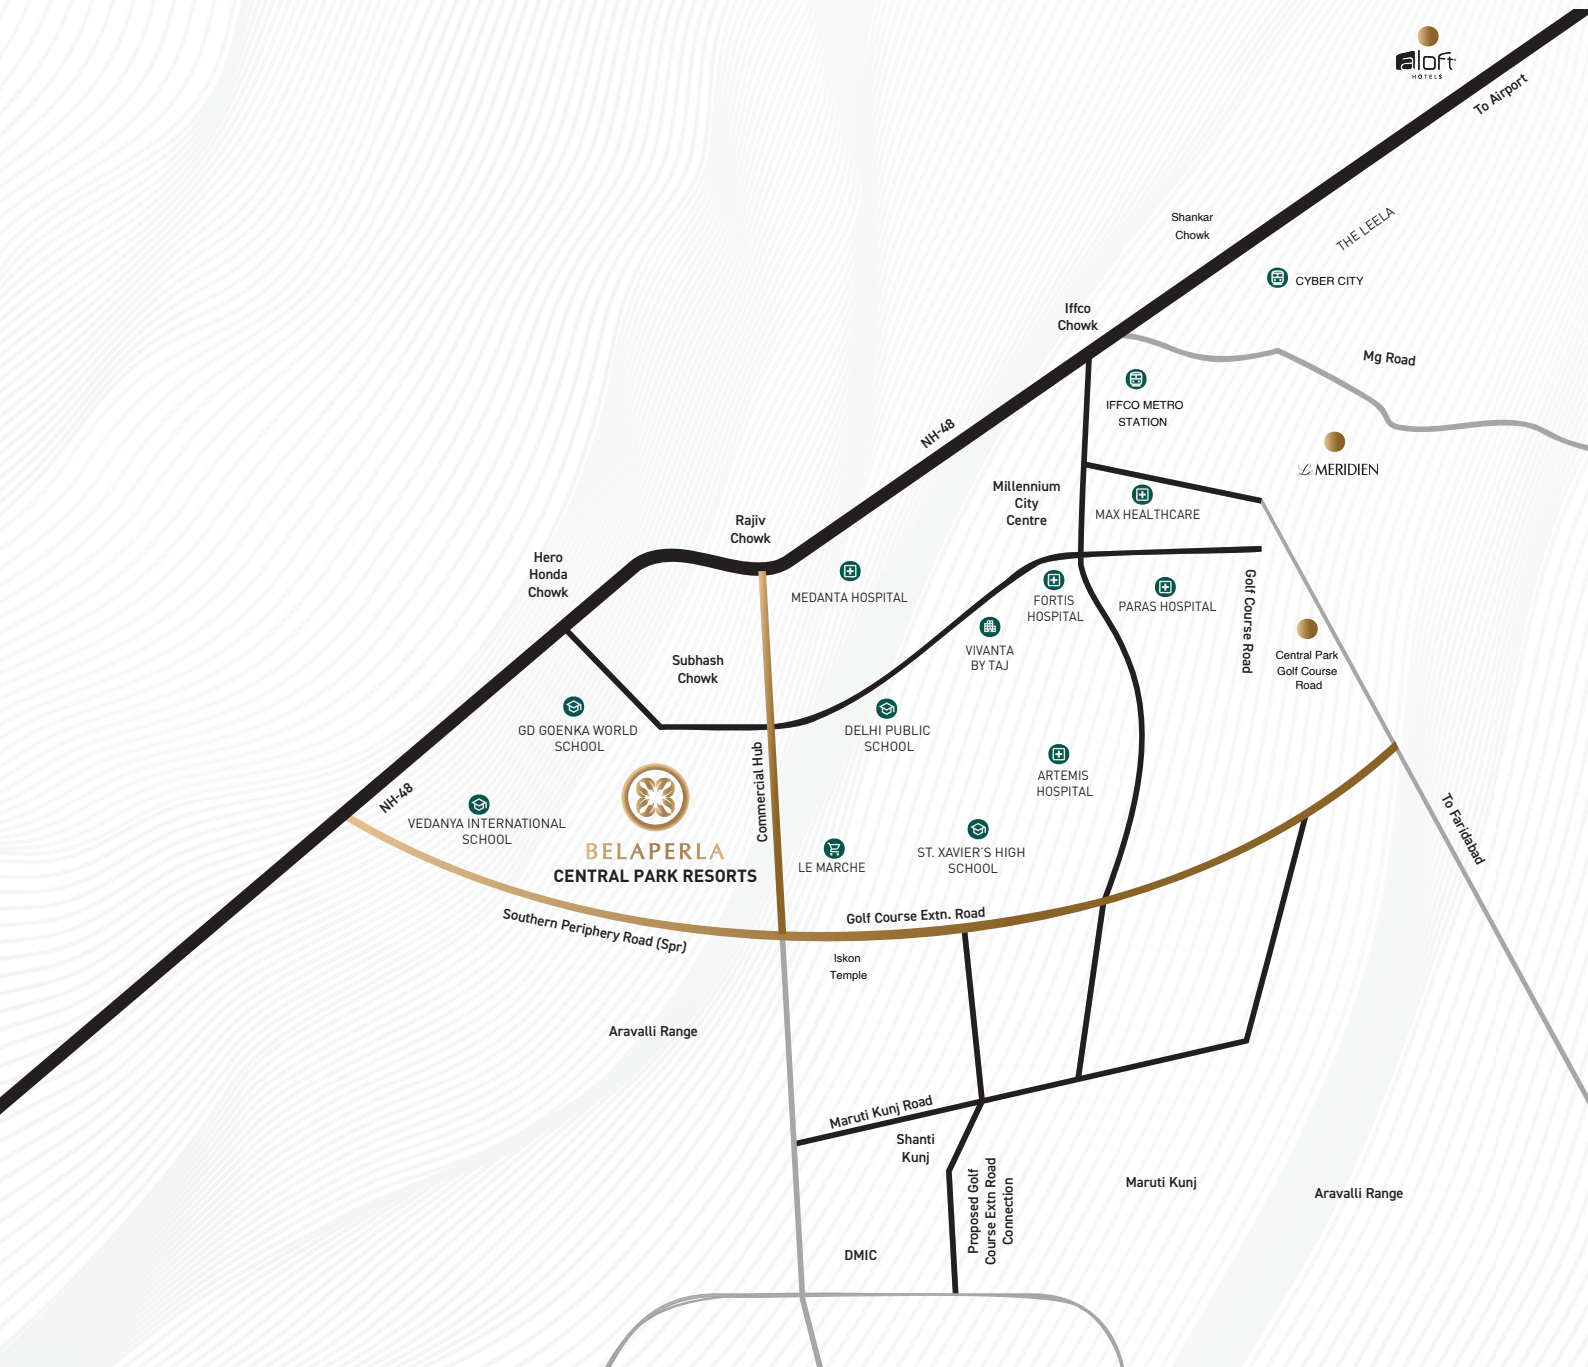 aloft
HOTELS
To Airport
Shankar
Chowk
THE LEELA
CYBER CITY
Iffco
Chowk
Mg Road
IFFCO METRO
STATION
NH-48
Le MERIDIEN
Millennium
City
Centre
MAX HEALTHCARE
Rajiv
Chowk
Hero
Honda
Chowk
MEDANTA HOSPITAL
FORTIS
HOSPITAL
PARAS HOSPITAL
Golf Course Road
VIVANTA
BY TAJ
Central Park
Golf Course
Road
Subhash
Chowk
GD GOENKA WORLD
SCHOOL
DELHI PUBLIC
SCHOOL
Commercial Hub
ARTEMIS
HOSPITAL
NH-48
VEDANYA INTERNATIONAL
SCHOOL
To Faridabad
BELAPERLA
CENTRAL PARK RESORTS
LE MARCHE
ST. XAVIER'S HIGH
SCHOOL
Southern Periphery Road (Spr)
Golf Course Extn. Road
Iskon
Temple
Aravalli Range
Maruti Kunj Road
Shanti
Kunj
Proposed Golf
Course Extn Road
Connection
Maruti Kunj
Aravalli Range
DMIC